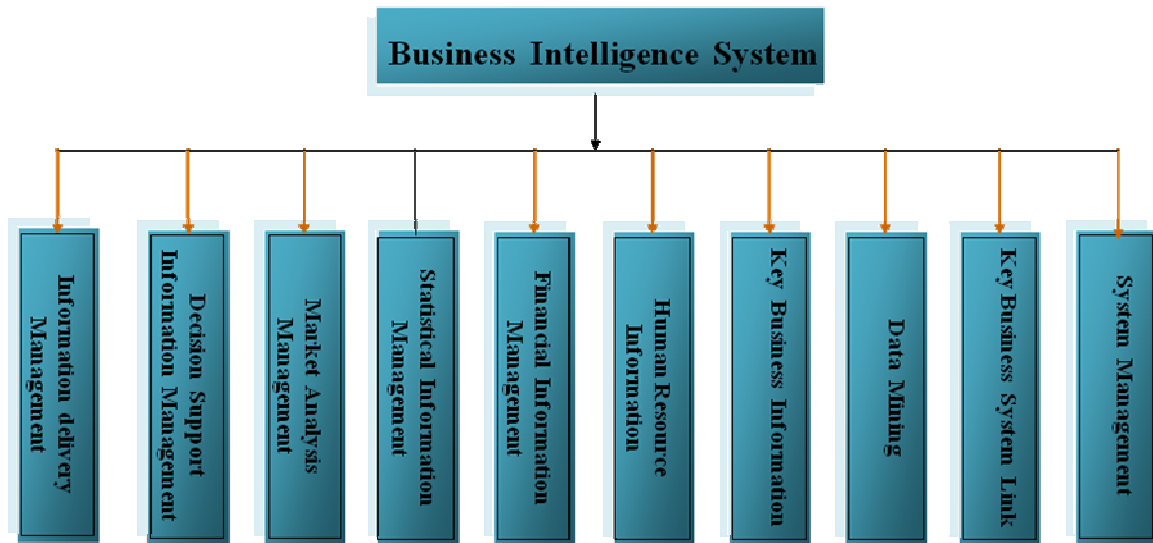 Business Intelligence System
Information delivery
Management
Decision Support
Information Management
Market Analysis
Management
Statistical Information
Management
Financial Information
Management
Human Resource
Information
Key Business Information
Data Mining
Key Business System Link
System Management